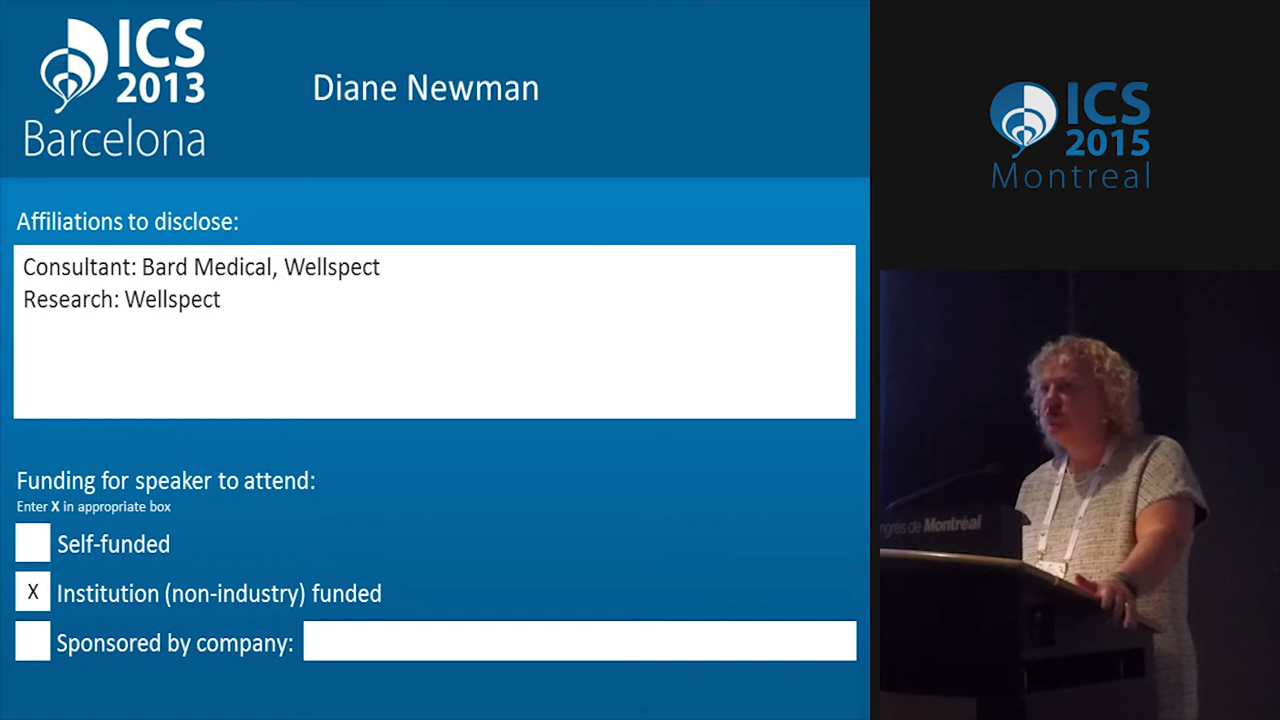 ICS
2013
Barcelona
Diane Newman
Affiliations to disclose:
Consultant: Bard Medical, Wellspect
Research: Wellspect
Funding for speaker to attend:
Enter X in appropriate box
Self-funded
X Institution (non-industry) funded
Sponsored by company:
ICS
2015
Montreal
de Montréal